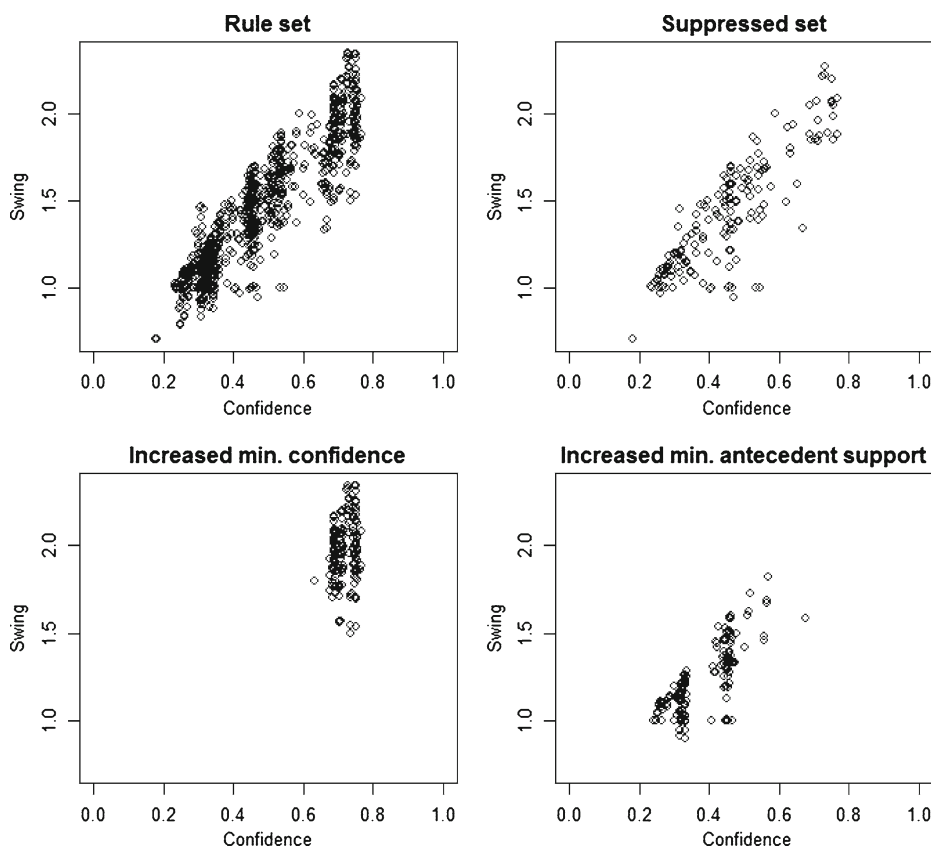 Rule set
Swing
2.0
1.5
1.0
0.0 0.2 0.4 0.6 0.8 1.0
Confidence
Suppressed set
Swing
2.0
1.5
1.0
0.0 0.2 0.4 0.6 0.8 1.0
Confidence
Increased min. confidence
Swing
2.0
1.5
1.0
0.0 0.2 0.4 0.6 0.8 1.0
Confidence
Increased min. antecedent support
Swing
2.0
1.5
1.0
0.0 0.2 0.4 0.6 0.8 1.0
Confidence